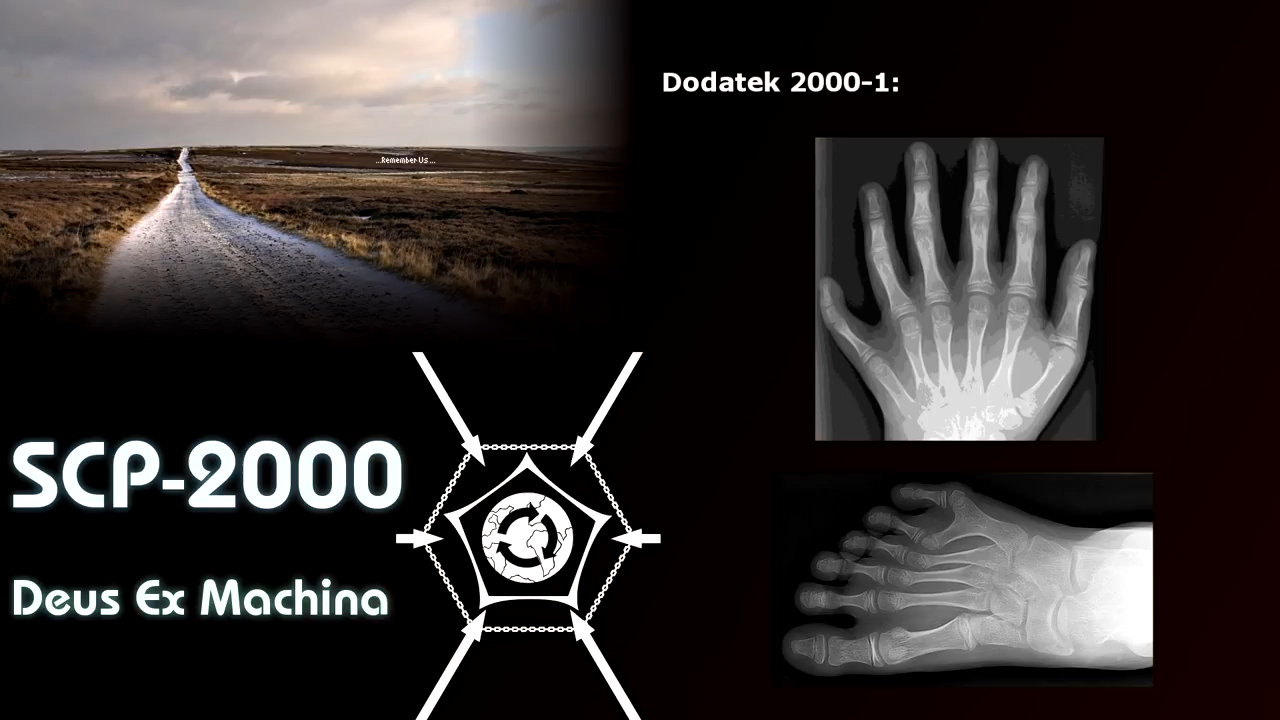 ...Remember Us...
SCP-2000
Deus Ex Machina
Dodatek 2000-1: